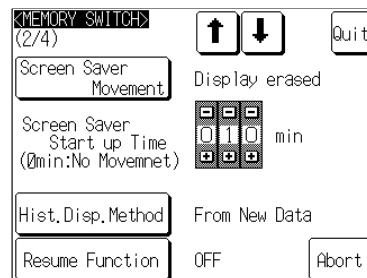 <MEMORY SWITCH>
(2/4)
Quit
Screen Saver
Movement
Display erased
Screen Saver
Start up Time
(0min:No Movemnet)
010 min
Hist.Disp.Method
From New Data
Resume Function
OFF
Abort